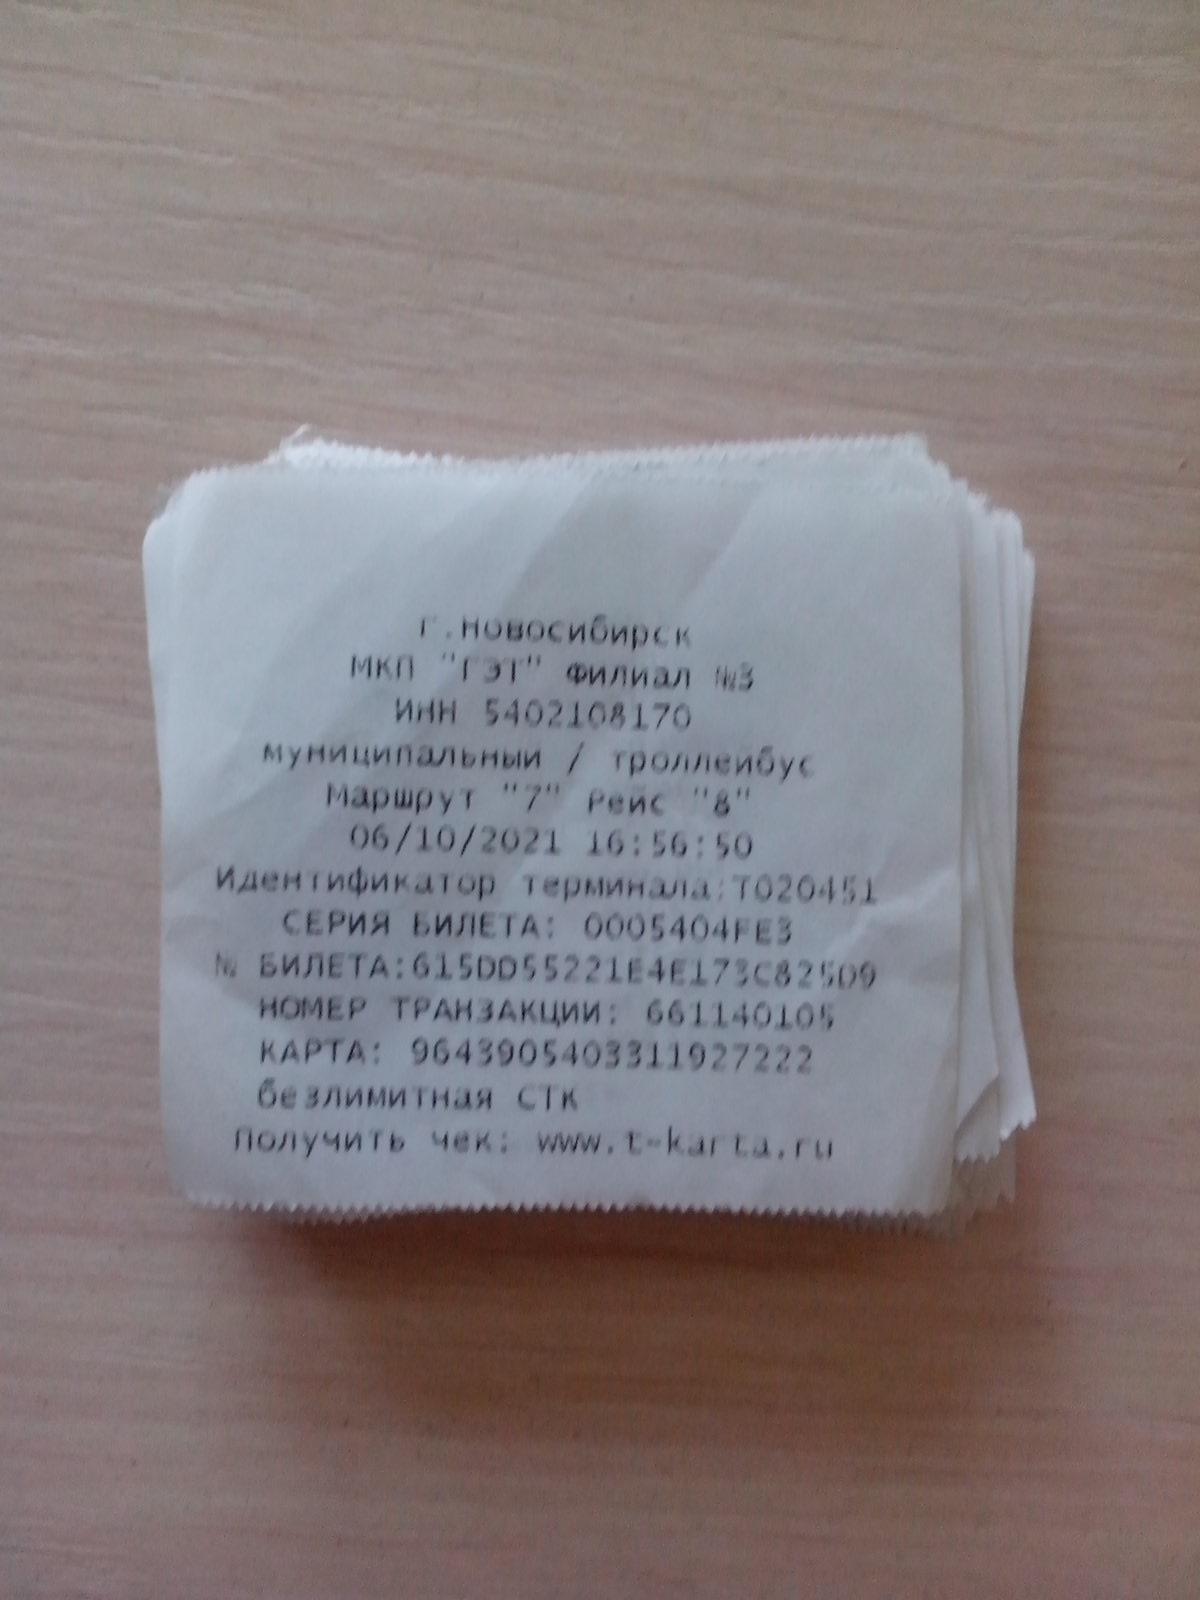 г.Новосибирск
МКП "ГЭТ" Филиал №3
ИНН 5402108170
муниципальный / троллейбус
Маршрут "7" Рейс "8"
06/10/2021 16:56:50
Идентификатор терминала:T020451
СЕРИЯ БИЛЕТА: 0005404FE3
№ БИЛЕТА:615DD55221E4E173C825D9
НОМЕР ТРАНЗАКЦИИ: 661140105
КАРТА: 9643905403311927222
безлимитная СТК
Получить чек: www.t-karta.ru